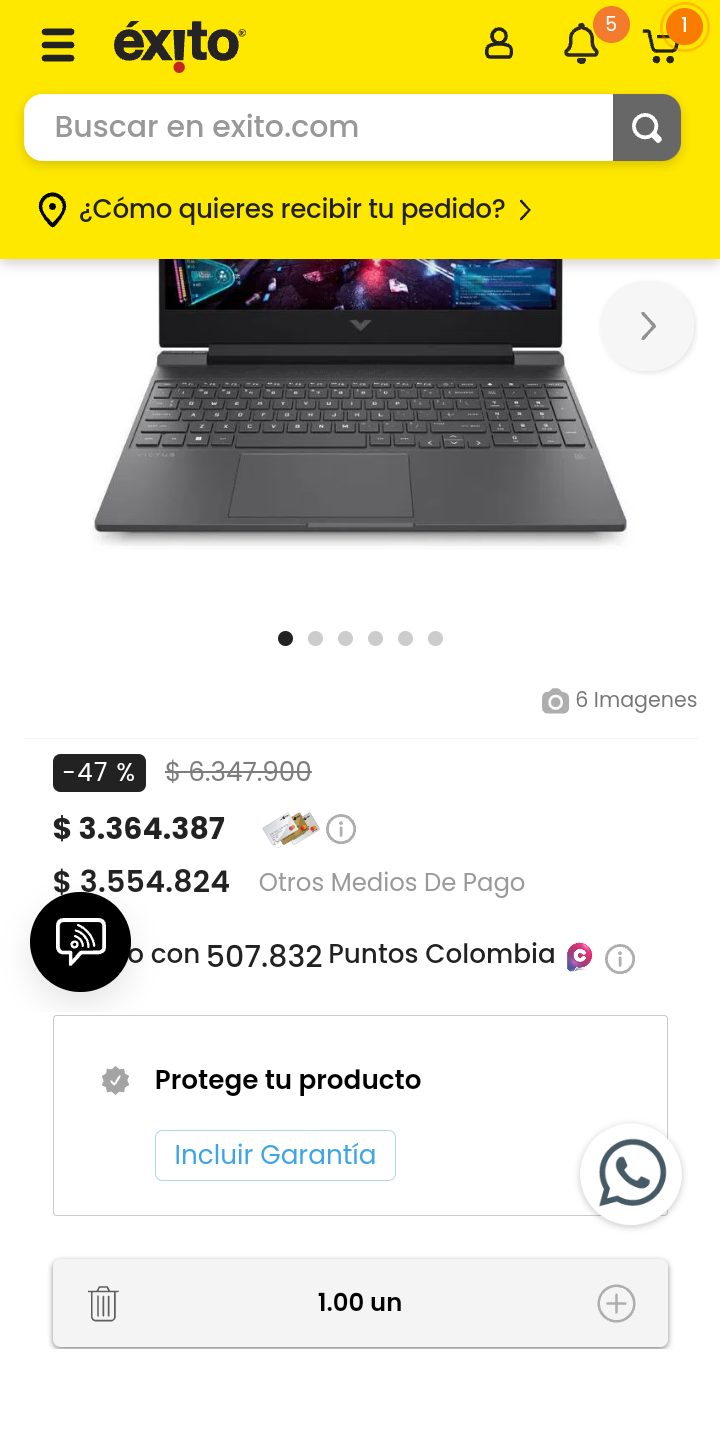 éxito®
5
1
Buscar en exito.com
¿Cómo quieres recibir tu pedido?
VICTUS
6 Imagenes
-47 % $ 6.347.900
$ 3.364.387
$ 3.554.824 Otros Medios De Pago
o con 507.832 Puntos Colombia
Protege tu producto
Incluir Garantía
1.00 un